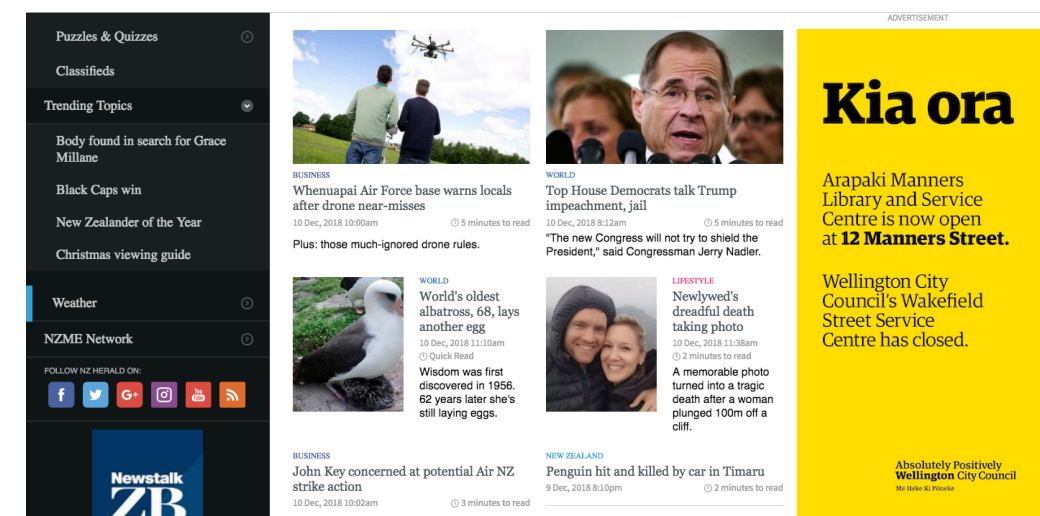 Puzzles & Quizzes
Classifieds
Trending Topics
Body found in search for Grace
Millane
Black Caps win
New Zealander of the Year
Christmas viewing guide
Weather
NZME Network
FOLLOW NZ HERALD ON:
You
Tube
Newstalk
ZB
BUSINESS
Whenuapai Air Force base warns locals
after drone near-misses
10 Dec, 2018 10:00am 5 minutes to read
Plus: those much-ignored drone rules.
WORLD
Top House Democrats talk Trump
impeachment, jail
10 Dec, 2018 8:12am 5 minutes to read
"The new Congress will not try to shield the
President," said Congressman Jerry Nadler.
WORLD
World's oldest
albatross, 68, lays
another egg
10 Dec, 2018 11:10am
Quick Read
Wisdom was first
discovered in 1956.
62 years later she's
still laying eggs.
LIFESTYLE
Newlywed's
dreadful death
taking photo
10 Dec, 2018 11:38am
2 minutes to read
A memorable photo
turned into a tragic
death after a woman
plunged 100m off a
cliff.
BUSINESS
John Key concerned at potential Air NZ
strike action
10 Dec, 2018 10:02am 3 minutes to read
NEW ZEALAND
Penguin hit and killed by car in Timaru
9 Dec, 2018 8:10pm 2 minutes to read
ADVERTISEMENT
Kia ora
Arapaki Manners
Library and Service
Centre is now open
at 12 Manners Street.
Wellington City
Council's Wakefield
Street Service
Centre has closed.
Absolutely Positively
Wellington City Council
Me Heke Ki Pōneke